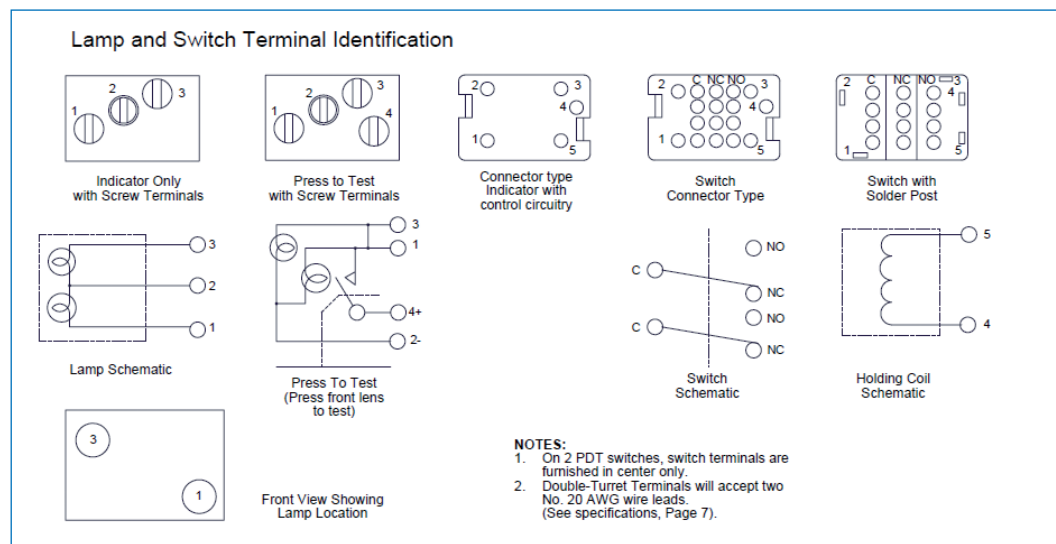 Lamp and Switch Terminal Identification
1
2
3
1
2
3
4
2
3
4
1
5
C NC NO
2
3
4
1
5
2
C
NC
NO
3
4
1
5
Indicator Only
with Screw Terminals
Press to Test
with Screw Terminals
Connector type
Indicator with
control circuitry
Switch
Connector Type
Switch with
Solder Post
3
2
1
Lamp Schematic
3
1
4+
2-
Press To Test
(Press front lens
to test)
C
NO
NC
C
NO
NC
Switch
Schematic
5
4
Holding Coil
Schematic
3
1
Front View Showing
Lamp Location
NOTES:
1. On 2 PDT switches, switch terminals are
furnished in center only.
2. Double-Turret Terminals will accept two
No. 20 AWG wire leads.
(See specifications, Page 7).